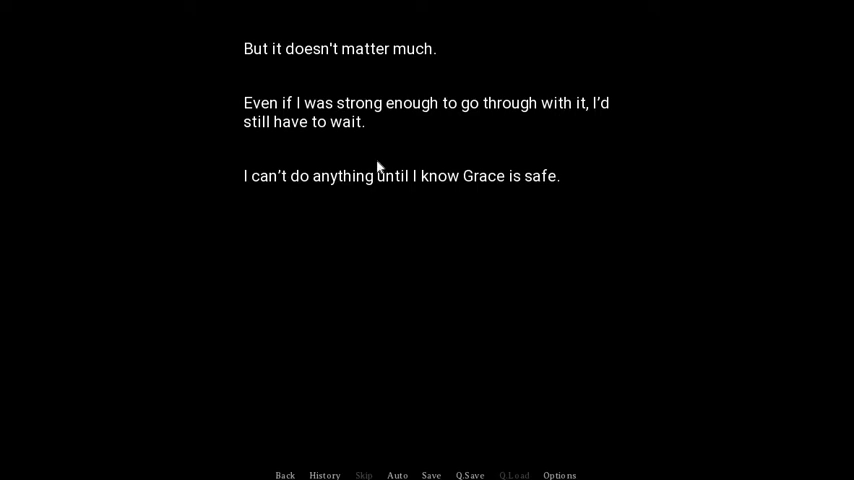 But it doesn't matter much.
Even if I was strong enough to go through with it, I’d
still have to wait.
I can’t do anything until I know Grace is safe.
Back History Skip Auto Save Q.Save Q.Load Options